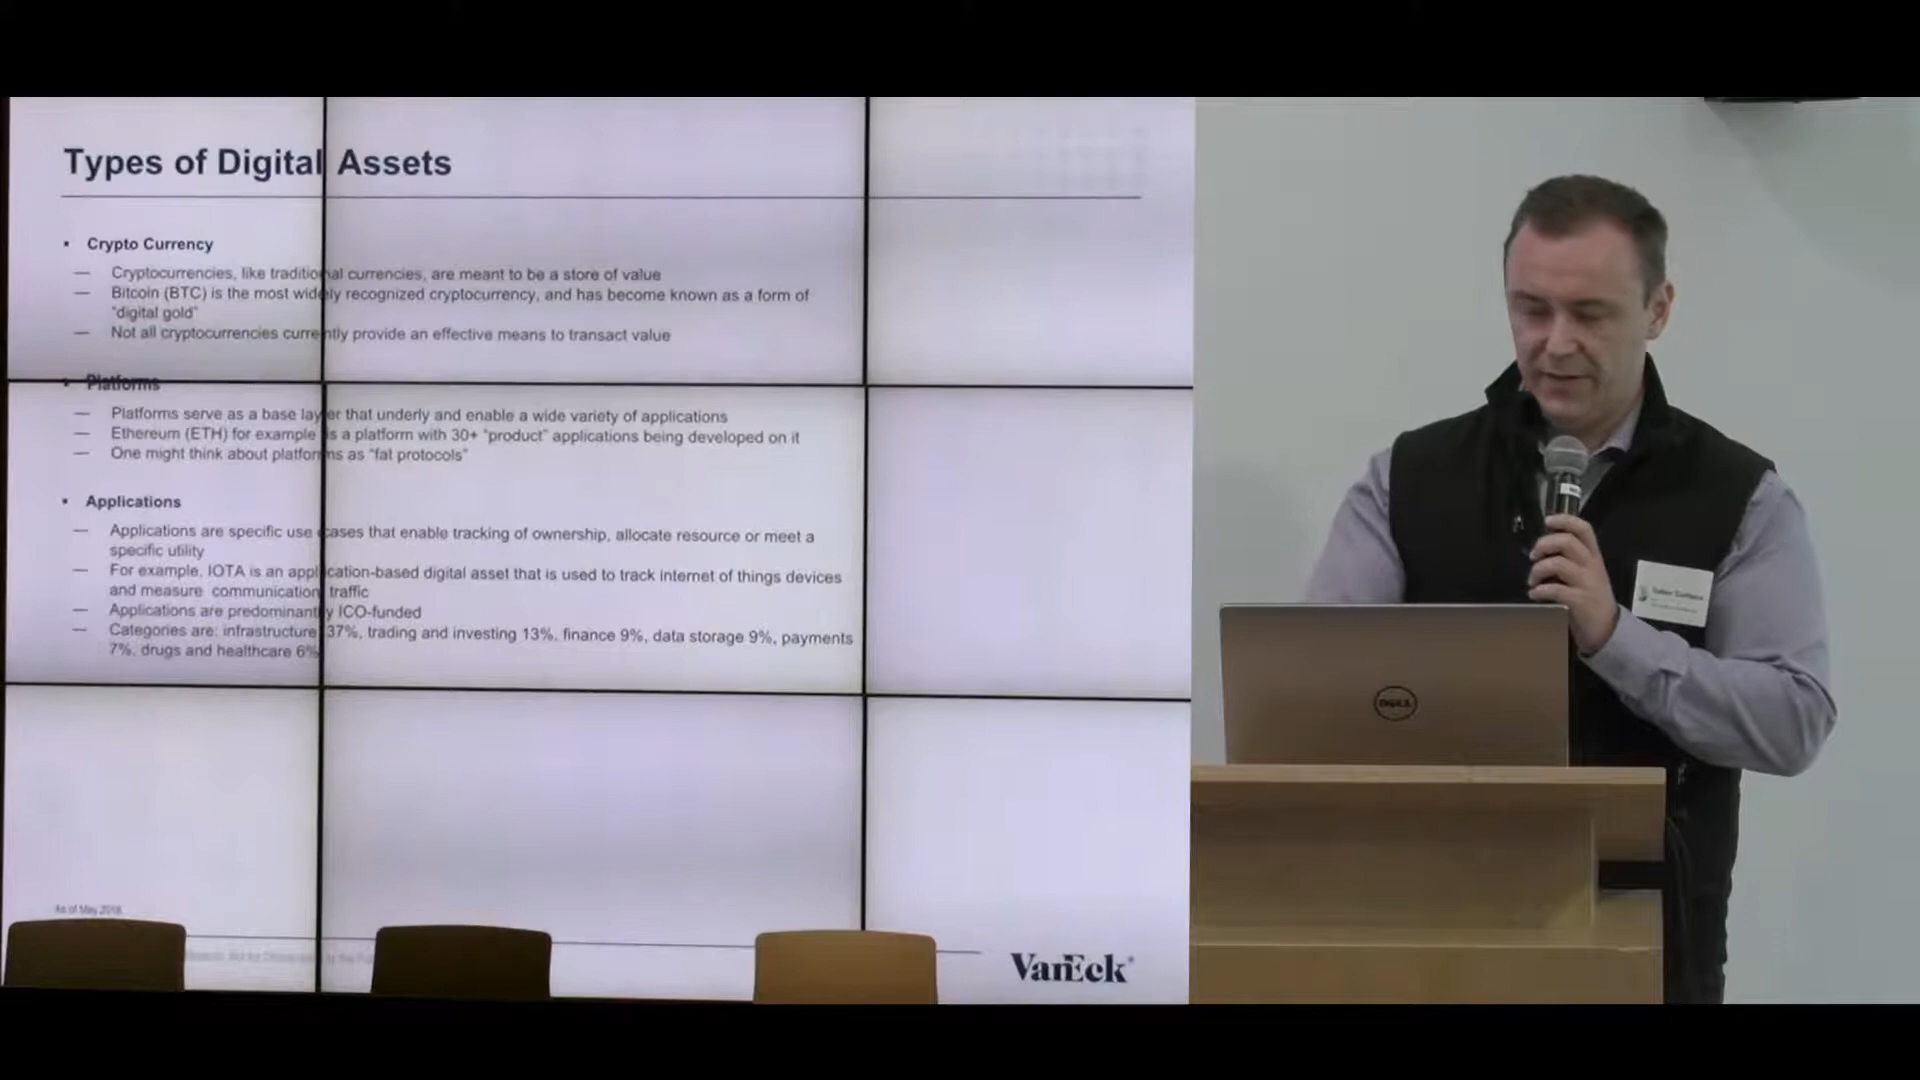 Types of Digital Assets
▪ Crypto Currency
— Cryptocurrencies, like traditional currencies, are meant to be a store of value
— Bitcoin (BTC) is the most widely recognized cryptocurrency, and has become known as a form of
"digital gold"
— Not all cryptocurrencies currently provide an effective means to transact value
▪ Platforms
— Platforms serve as a base layer that underly and enable a wide variety of applications
— Ethereum (ETH) for example is a platform with 30+ "product" applications being developed on it
— One might think about platforms as "fat protocols"
▪ Applications
— Applications are specific use cases that enable tracking of ownership, allocate resource or meet a
specific utility
— For example, IOTA is an application-based digital asset that is used to track internet of things devices
and measure communication traffic
— Applications are predominantly ICO-funded
— Categories are: infrastructure 37%, trading and investing 13%, finance 9%, data storage 9%, payments
7%, drugs and healthcare 6%
As of May 2018.
VanEck®
DELL